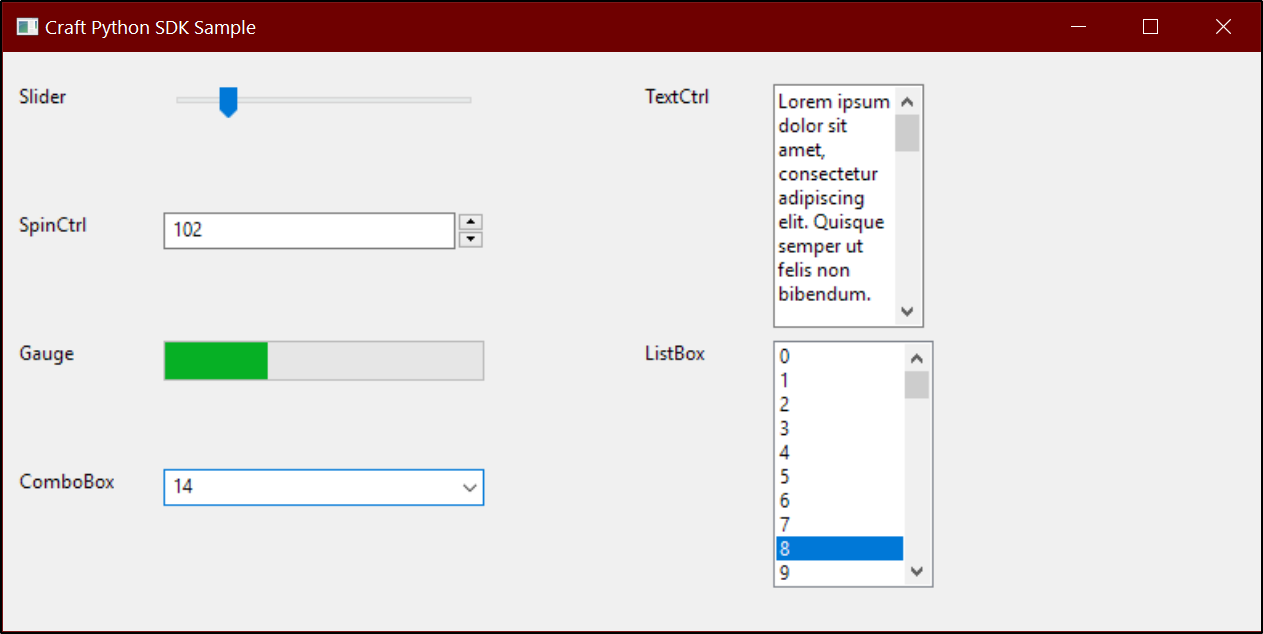 Craft Python SDK Sample
Slider
SpinCtrl
102
Gauge
ComboBox
14
TextCtrl
Lorem ipsum
dolor sit
amet,
consectetur
adipiscing
elit. Quisque
semper ut
felis non
bibendum.
ListBox
0
1
2
3
4
5
6
7
8
9